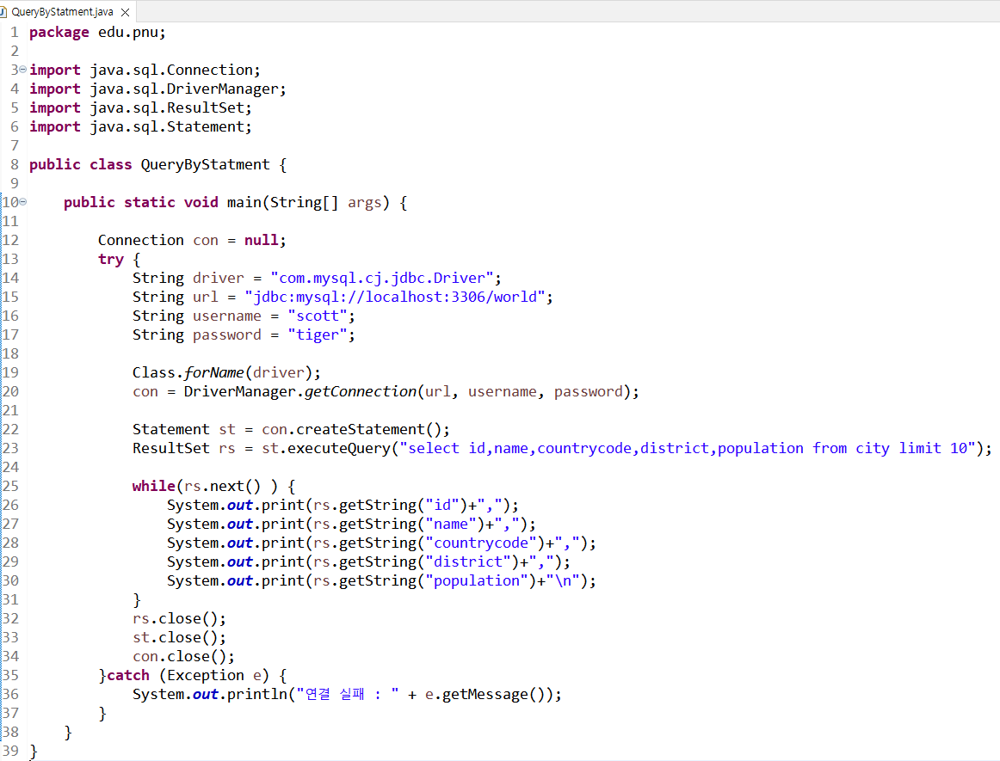 QueryByStatment.java
1 package edu.pnu;
2
3 import java.sql.Connection;
4 import java.sql.DriverManager;
5 import java.sql.ResultSet;
6 import java.sql.Statement;
7
8 public class QueryByStatment {
9
10     public static void main(String[] args) {
11
12         Connection con = null;
13         try {
14             String driver = "com.mysql.cj.jdbc.Driver";
15             String url = "jdbc:mysql://localhost:3306/world";
16             String username = "scott";
17             String password = "tiger";
18
19             Class.forName(driver);
20             con = DriverManager.getConnection(url, username, password);
21
22             Statement st = con.createStatement();
23             ResultSet rs = st.executeQuery("select id,name,countrycode,district,population from city limit 10");
24
25             while(rs.next() ) {
26                 System.out.print(rs.getString("id")+",");
27                 System.out.print(rs.getString("name")+",");
28                 System.out.print(rs.getString("countrycode")+",");
29                 System.out.print(rs.getString("district")+",");
30                 System.out.print(rs.getString("population")+"\n");
31             }
32             rs.close();
33             st.close();
34             con.close();
35         }catch (Exception e) {
36             System.out.println("연결 실패 : " + e.getMessage());
37         }
38     }
39 }